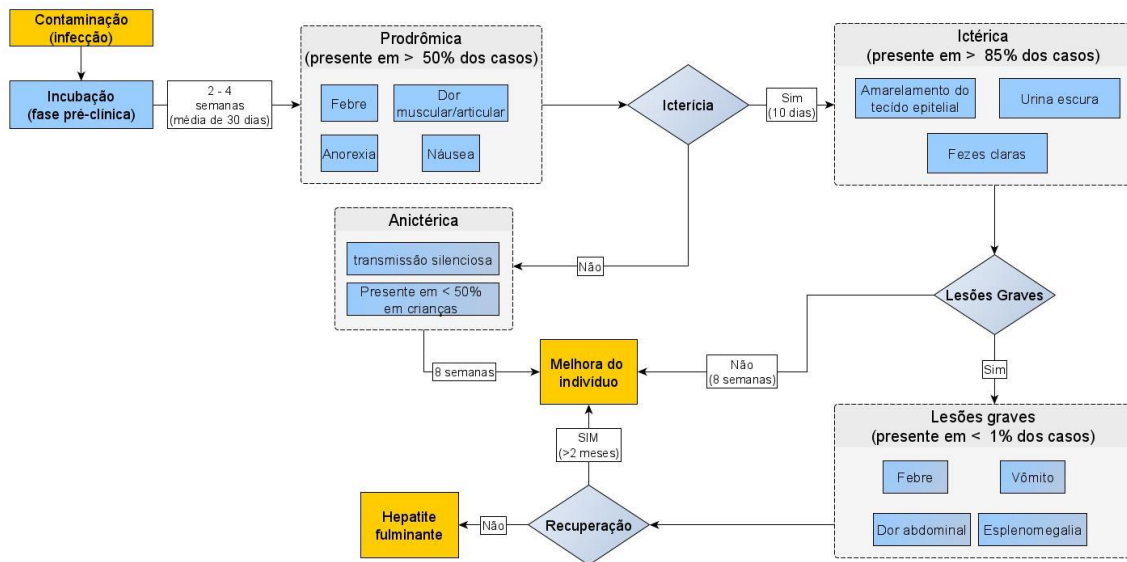 Contaminação
(infecção)
Incubação
(fase pré-clínica)
2 - 4
semanas
(média de 30 dias)
Prodrômica
(presente em > 50% dos casos)
Febre
Dor
muscular/articular
Anorexia
Náusea
Icterícia
Sim
(10 dias)
Ictérica
(presente em > 85% dos casos)
Amarelamento do
tecído epitelial
Urina escura
Fezes claras
Não
Anictérica
transmissão silenciosa
Presente em < 50%
em crianças
8 semanas
Melhora do
indivíduo
Não
(8 semanas)
Lesões Graves
Sim
Lesões graves
(presente em < 1% dos casos)
Febre
Vômito
Dor abdominal
Esplenomegalia
Recuperação
SIM
(>2 meses)
Não
Hepatite
fulminante